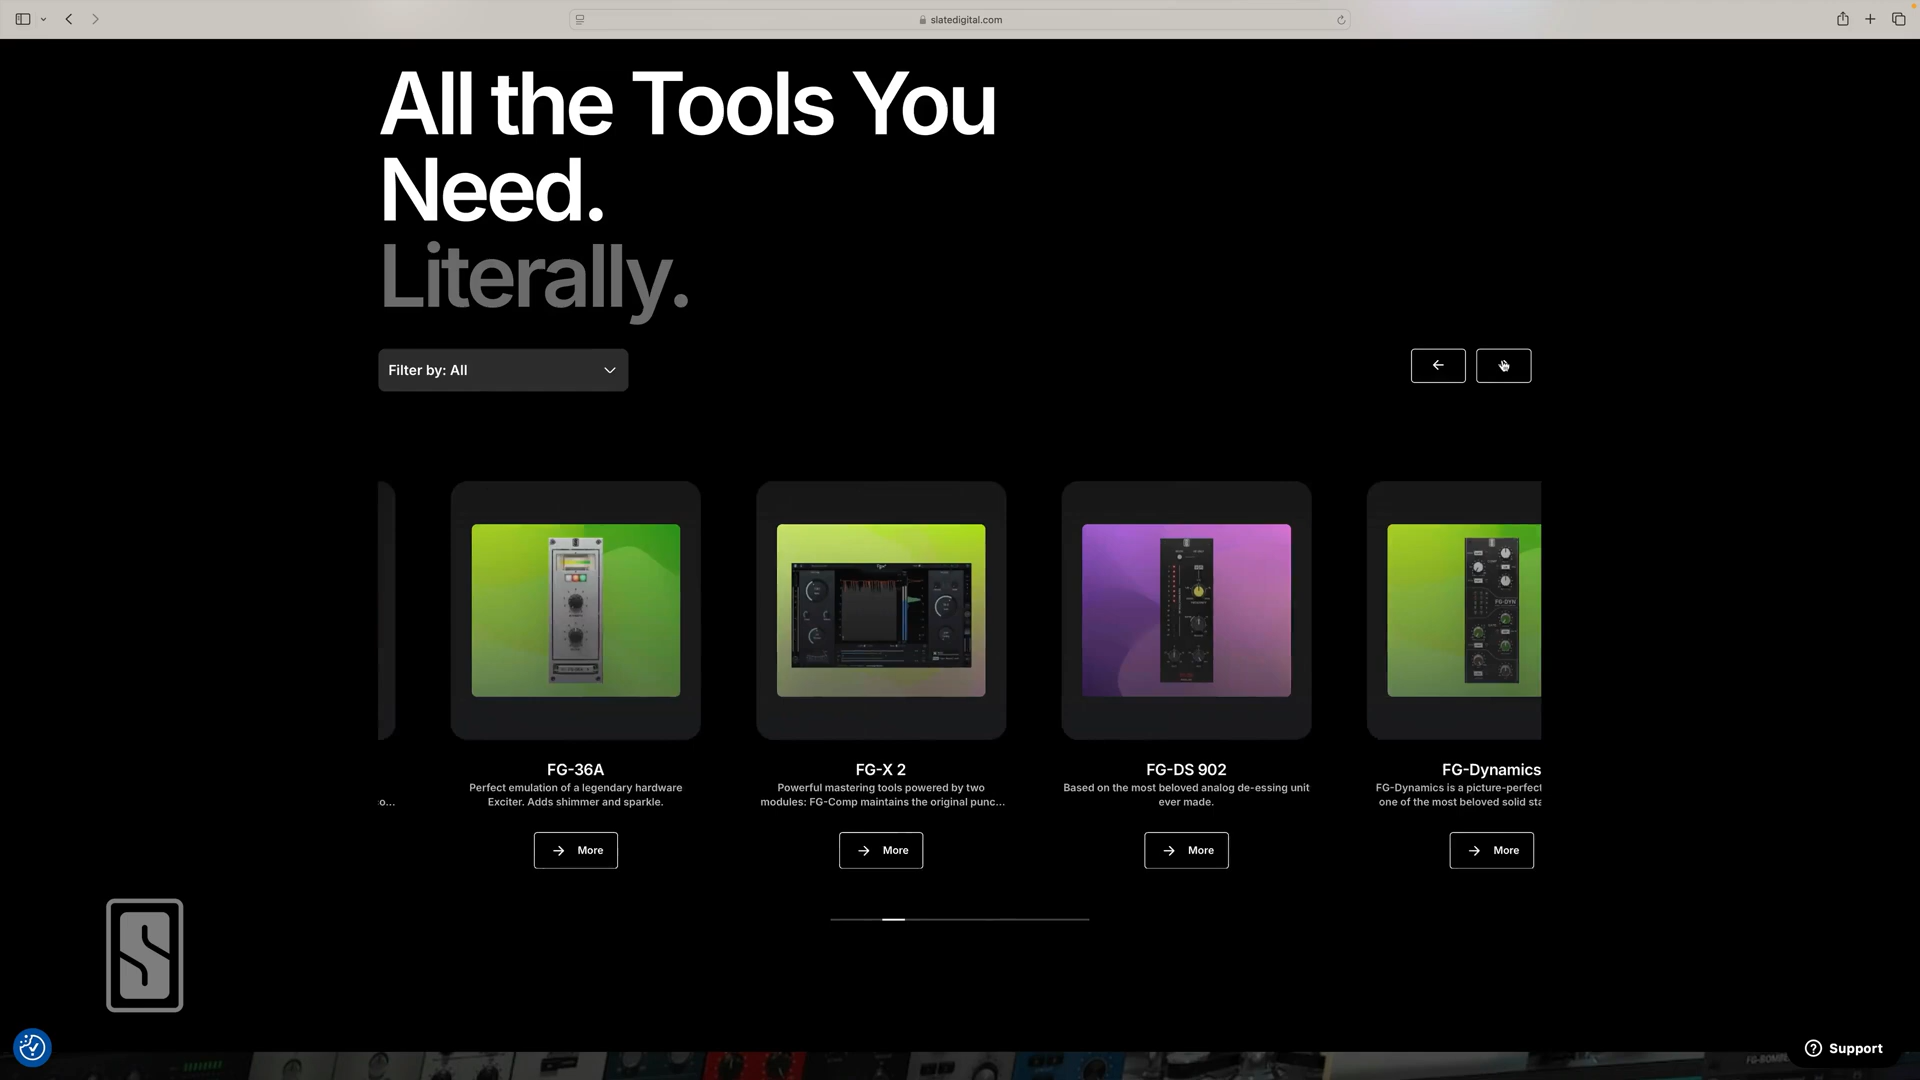 slatedigital.com
All the Tools You
Need.
Literally.
Filter by: All
FG-36A
Perfect emulation of a legendary hardware
Exciter. Adds shimmer and sparkle.
More
FG-X 2
Powerful mastering tools powered by two
modules: FG-Comp maintains the original punc...
More
FG-DS 902
Based on the most beloved analog de-essing unit
ever made.
More
FG-Dynamics
FG-Dynamics is a picture-perfect
one of the most beloved solid sta
More
Support